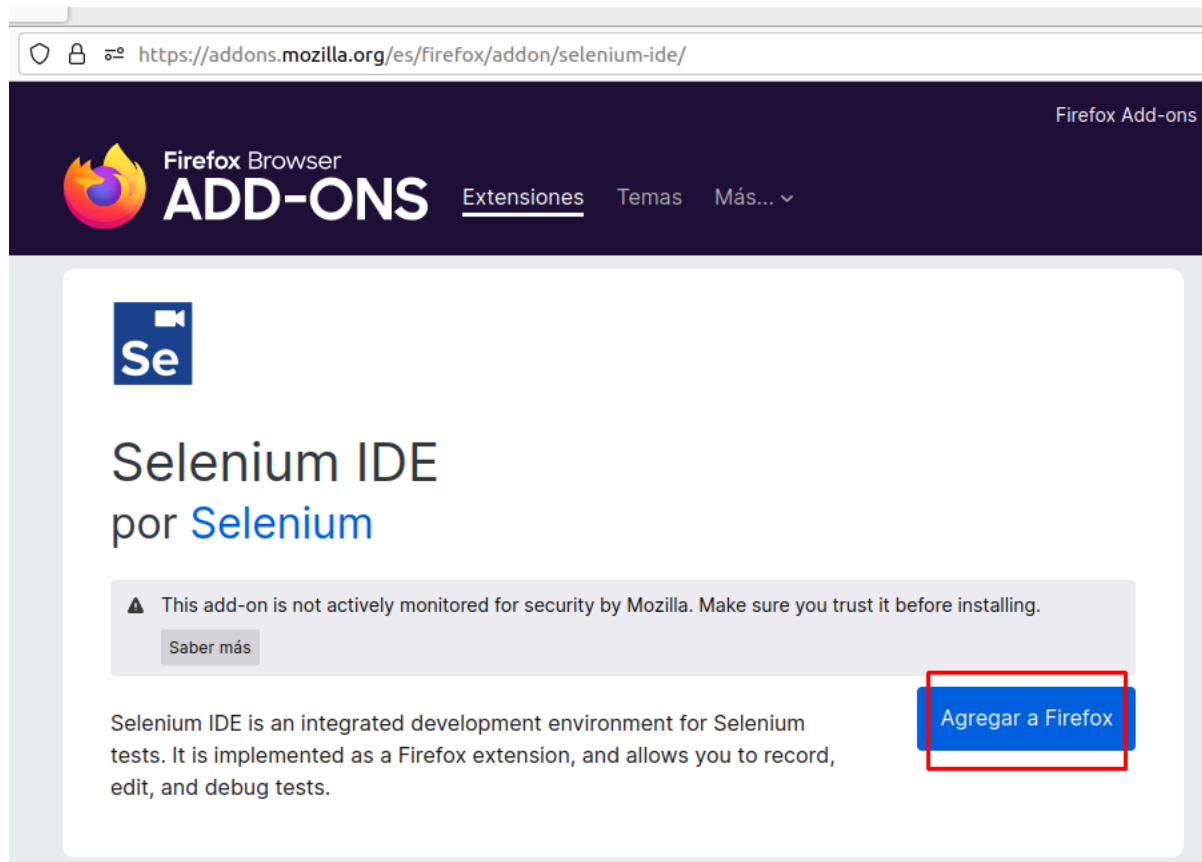 https://addons.mozilla.org/es/firefox/addon/selenium-ide/
Firefox Add-ons
Firefox Browser
ADD-ONS
Extensiones Temas Más...
Se
Selenium IDE
por Selenium
This add-on is not actively monitored for security by Mozilla. Make sure you trust it before installing.
Saber más
Selenium IDE is an integrated development environment for Selenium
tests. It is implemented as a Firefox extension, and allows you to record,
edit, and debug tests.
Agregar a Firefox